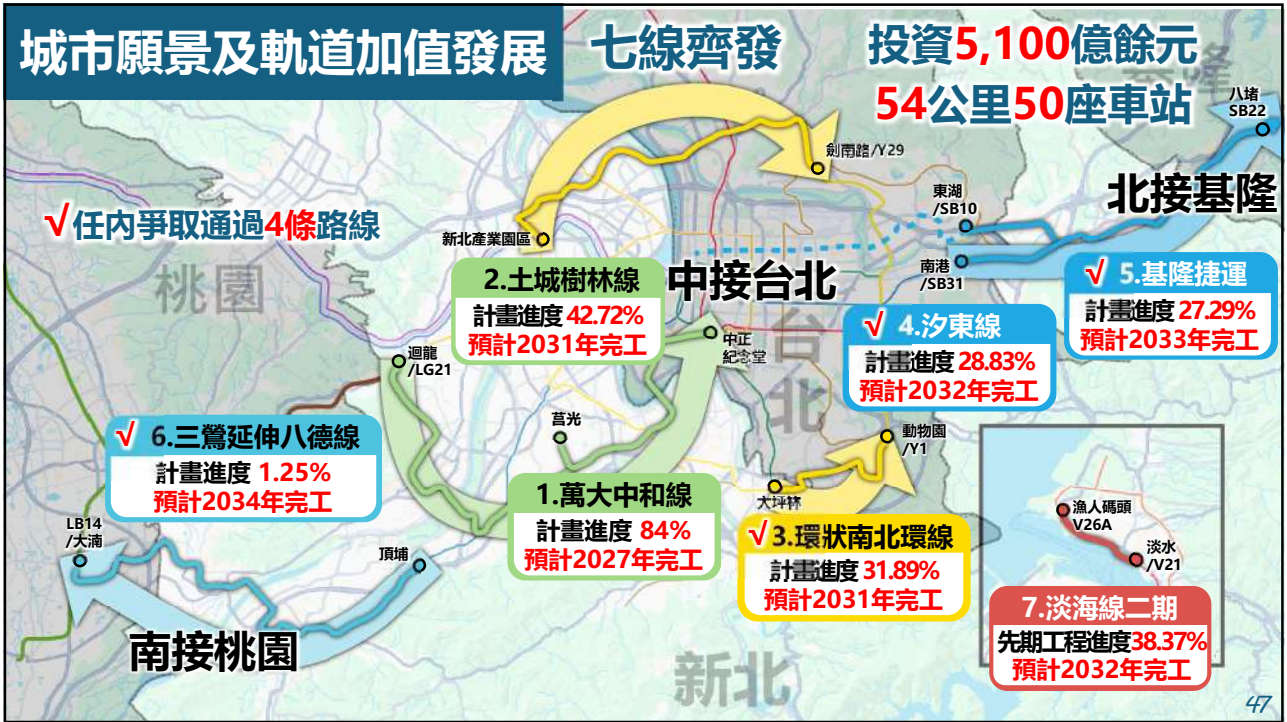 城市願景及軌道加值發展
七線齊發
投資5,100億餘元
54公里50座車站
基隆
八堵
SB22
劍南路/Y29
東湖
/SB10
北接基隆
√任內爭取通過4條路線
新北產業園區
南港
/SB31
桃園
2.土城樹林線
計畫進度 42.72%
預計2031年完工
中接台北
√ 5.基隆捷運
計畫進度 27.29%
預計2033年完工
√ 4.汐東線
計畫進度 28.83%
預計2032年完工
中正
紀念堂
台北
迴龍
/LG21
莒光
動物園
/Y1
√ 6.三鶯延伸八德線
計畫進度 1.25%
預計2034年完工
1.萬大中和線
計畫進度 84%
預計2027年完工
大坪林
√3.環狀南北環線
計畫進度 31.89%
預計2031年完工
LB14
/大湳
頂埔
南接桃園
漁人碼頭
V26A
淡水
/V21
7.淡海線二期
先期工程進度38.37%
預計2032年完工
新北
47